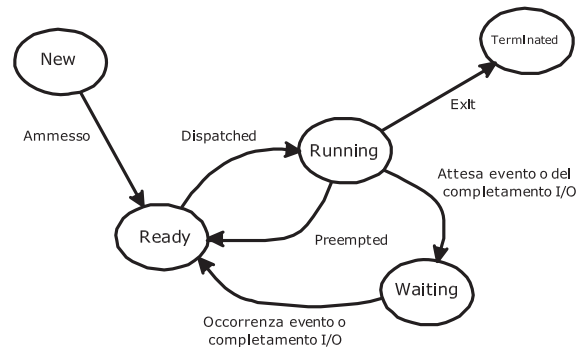 New
Terminated
Ammesso
Dispatched
Exit
Running
Attesa evento o del
completamento I/O
Ready
Preempted
Waiting
Occorrenza evento o
completamento I/O